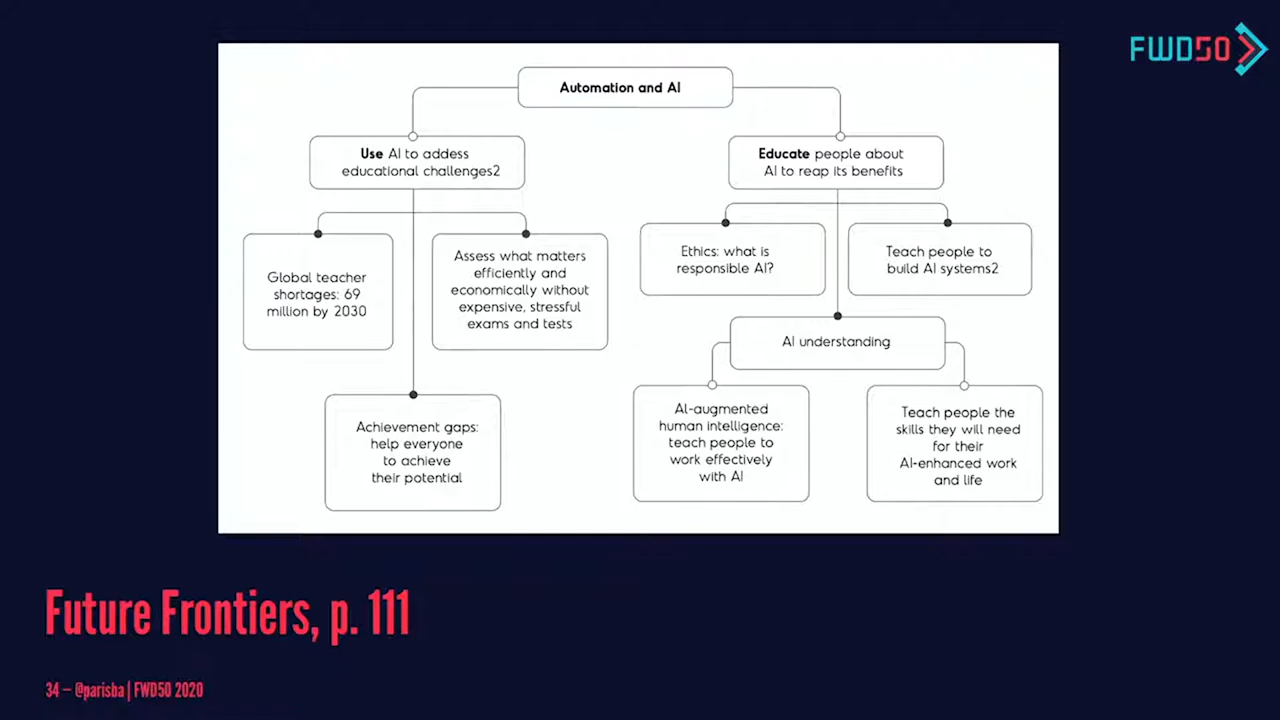 FWD50
Automation and AI
Use AI to addess
educational challenges2
Educate people about
AI to reap its benefits
Global teacher
shortages: 69
million by 2030
Assess what matters
efficiently and
economically without
expensive, stressful
exams and tests
Ethics: what is
responsible AI?
Teach people to
build AI systems2
AI understanding
Achievement gaps:
help everyone
to achieve
their potential
AI-augmented
human intelligence:
teach people to
work effectively
with AI
Teach people the
skills they will need
for their
AI-enhanced work
and life
Future Frontiers, p. 111
34 – @parisba | FWD50 2020